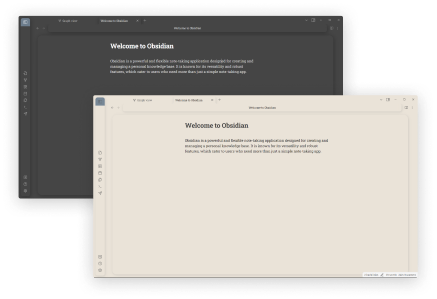 Graph view
Welcome to Obsidian
Welcome to Obsidian
Welcome to Obsidian
Obsidian is a powerful and flexible note-taking application designed for creating and
managing a personal knowledge base. It is known for its versatility and robust
features, which cater to users who need more than just a simple note-taking app.
Graph view
Welcome to Obsidian
Welcome to Obsidian
Welcome to Obsidian
Obsidian is a powerful and flexible note-taking application designed for creating and
managing a personal knowledge base. It is known for its versatility and robust
features, which cater to users who need more than just a simple note-taking app.